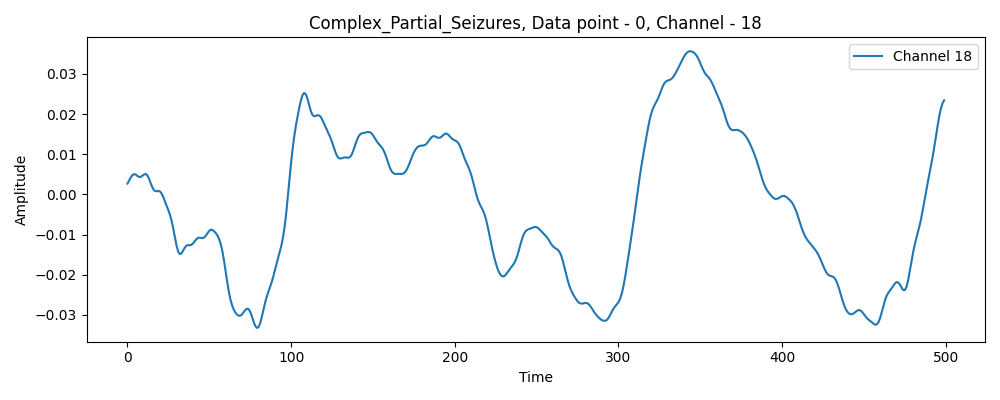 Complex_Partial_Seizures, Data point - 0, Channel - 18
Channel 18
Amplitude
0.03
0.02
0.01
0.00
−0.01
−0.02
−0.03
0 100 200 300 400 500
Time